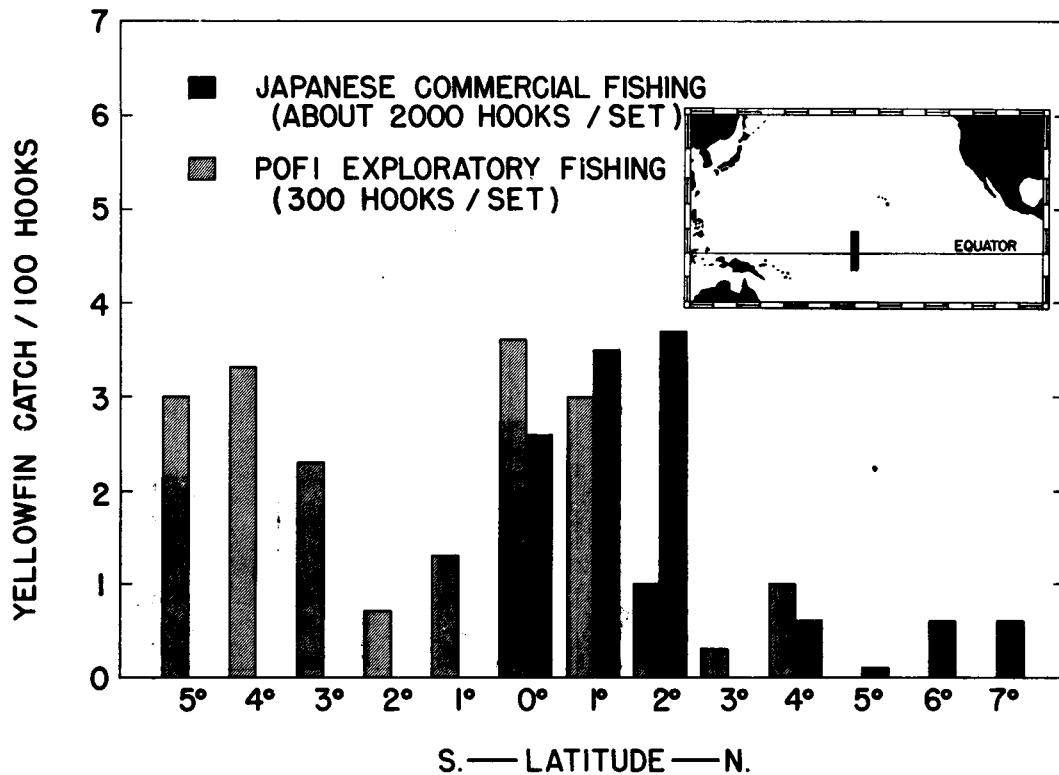 7
6
5
4
3
2
1
0
YELLOWFIN CATCH / 100 HOOKS
JAPANESE COMMERCIAL FISHING
(ABOUT 2000 HOOKS / SET)
POFI EXPLORATORY FISHING
(300 HOOKS / SET)
EQUATOR
5° 4° 3° 2° 1° 0° 1° 2° 3° 4° 5° 6° 7°
S. — LATITUDE — N.